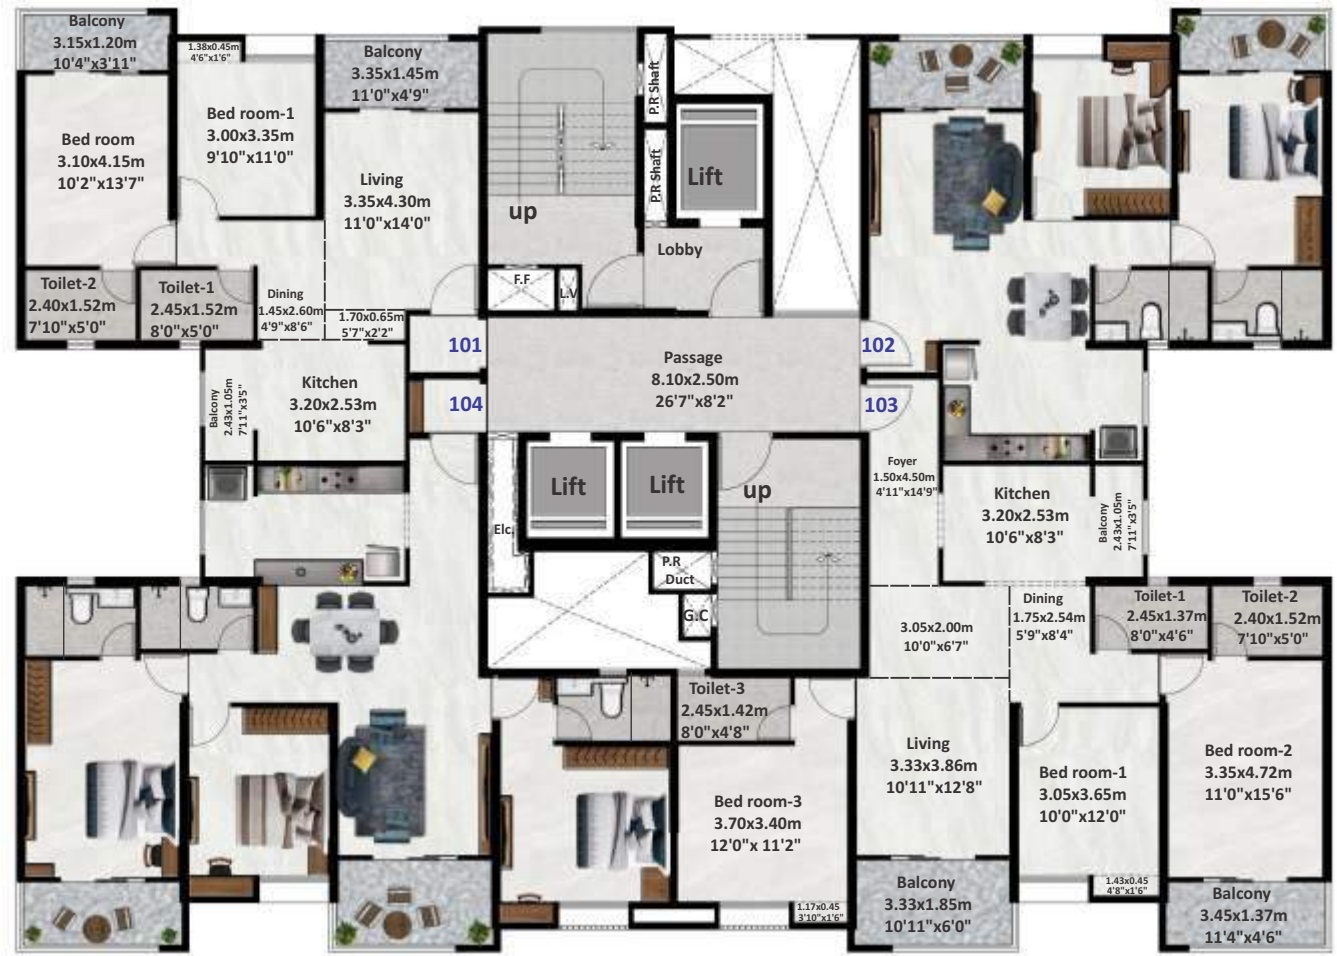 Balcony
3.15x1.20m
10'4"x3'11"
1.38x0.45m
4'6"x1'6"
Balcony
3.35x1.45m
11'0"x4'9"
Bed room
3.10x4.15m
10'2"x13'7"
Bed room-1
3.00x3.35m
9'10"x11'0"
Living
3.35x4.30m
11'0"x14'0"
up
P.R Shaft
P.R Shaft
Lift
Lobby
F.F
L.V
Toilet-2
2.40x1.52m
7'10"x5'0"
Toilet-1
2.45x1.52m
8'0"x5'0"
Dining
1.45x2.60m
4'9"x8'6"
1.70x0.65m
5'7"x2'2"
101
102
Passage
8.10x2.50m
26'7"x8'2"
104
103
Balcony
2.43x1.05m
7'11"x3'5"
Kitchen
3.20x2.53m
10'6"x8'3"
Elc.
Lift
Lift
up
Foyer
1.50x4.50m
4'11"x14'9"
Kitchen
3.20x2.53m
10'6"x8'3"
Balcony
2.43x1.05m
7'11"x3'5"
P.R
Duct
G.C
3.05x2.00m
10'0"x6'7"
Dining
1.75x2.54m
5'9"x8'4"
Toilet-1
2.45x1.37m
8'0"x4'6"
Toilet-2
2.40x1.52m
7'10"x5'0"
Toilet-3
2.45x1.42m
8'0"x4'8"
Living
3.33x3.86m
10'11"x12'8"
Bed room-1
3.05x3.65m
10'0"x12'0"
Bed room-2
3.35x4.72m
11'0"x15'6"
Bed room-3
3.70x3.40m
12'0"x 11'2"
1.17x0.45
3'10"x1'6"
Balcony
3.33x1.85m
10'11"x6'0"
1.43x0.45
4'8"x1'6"
Balcony
3.45x1.37m
11'4"x4'6"